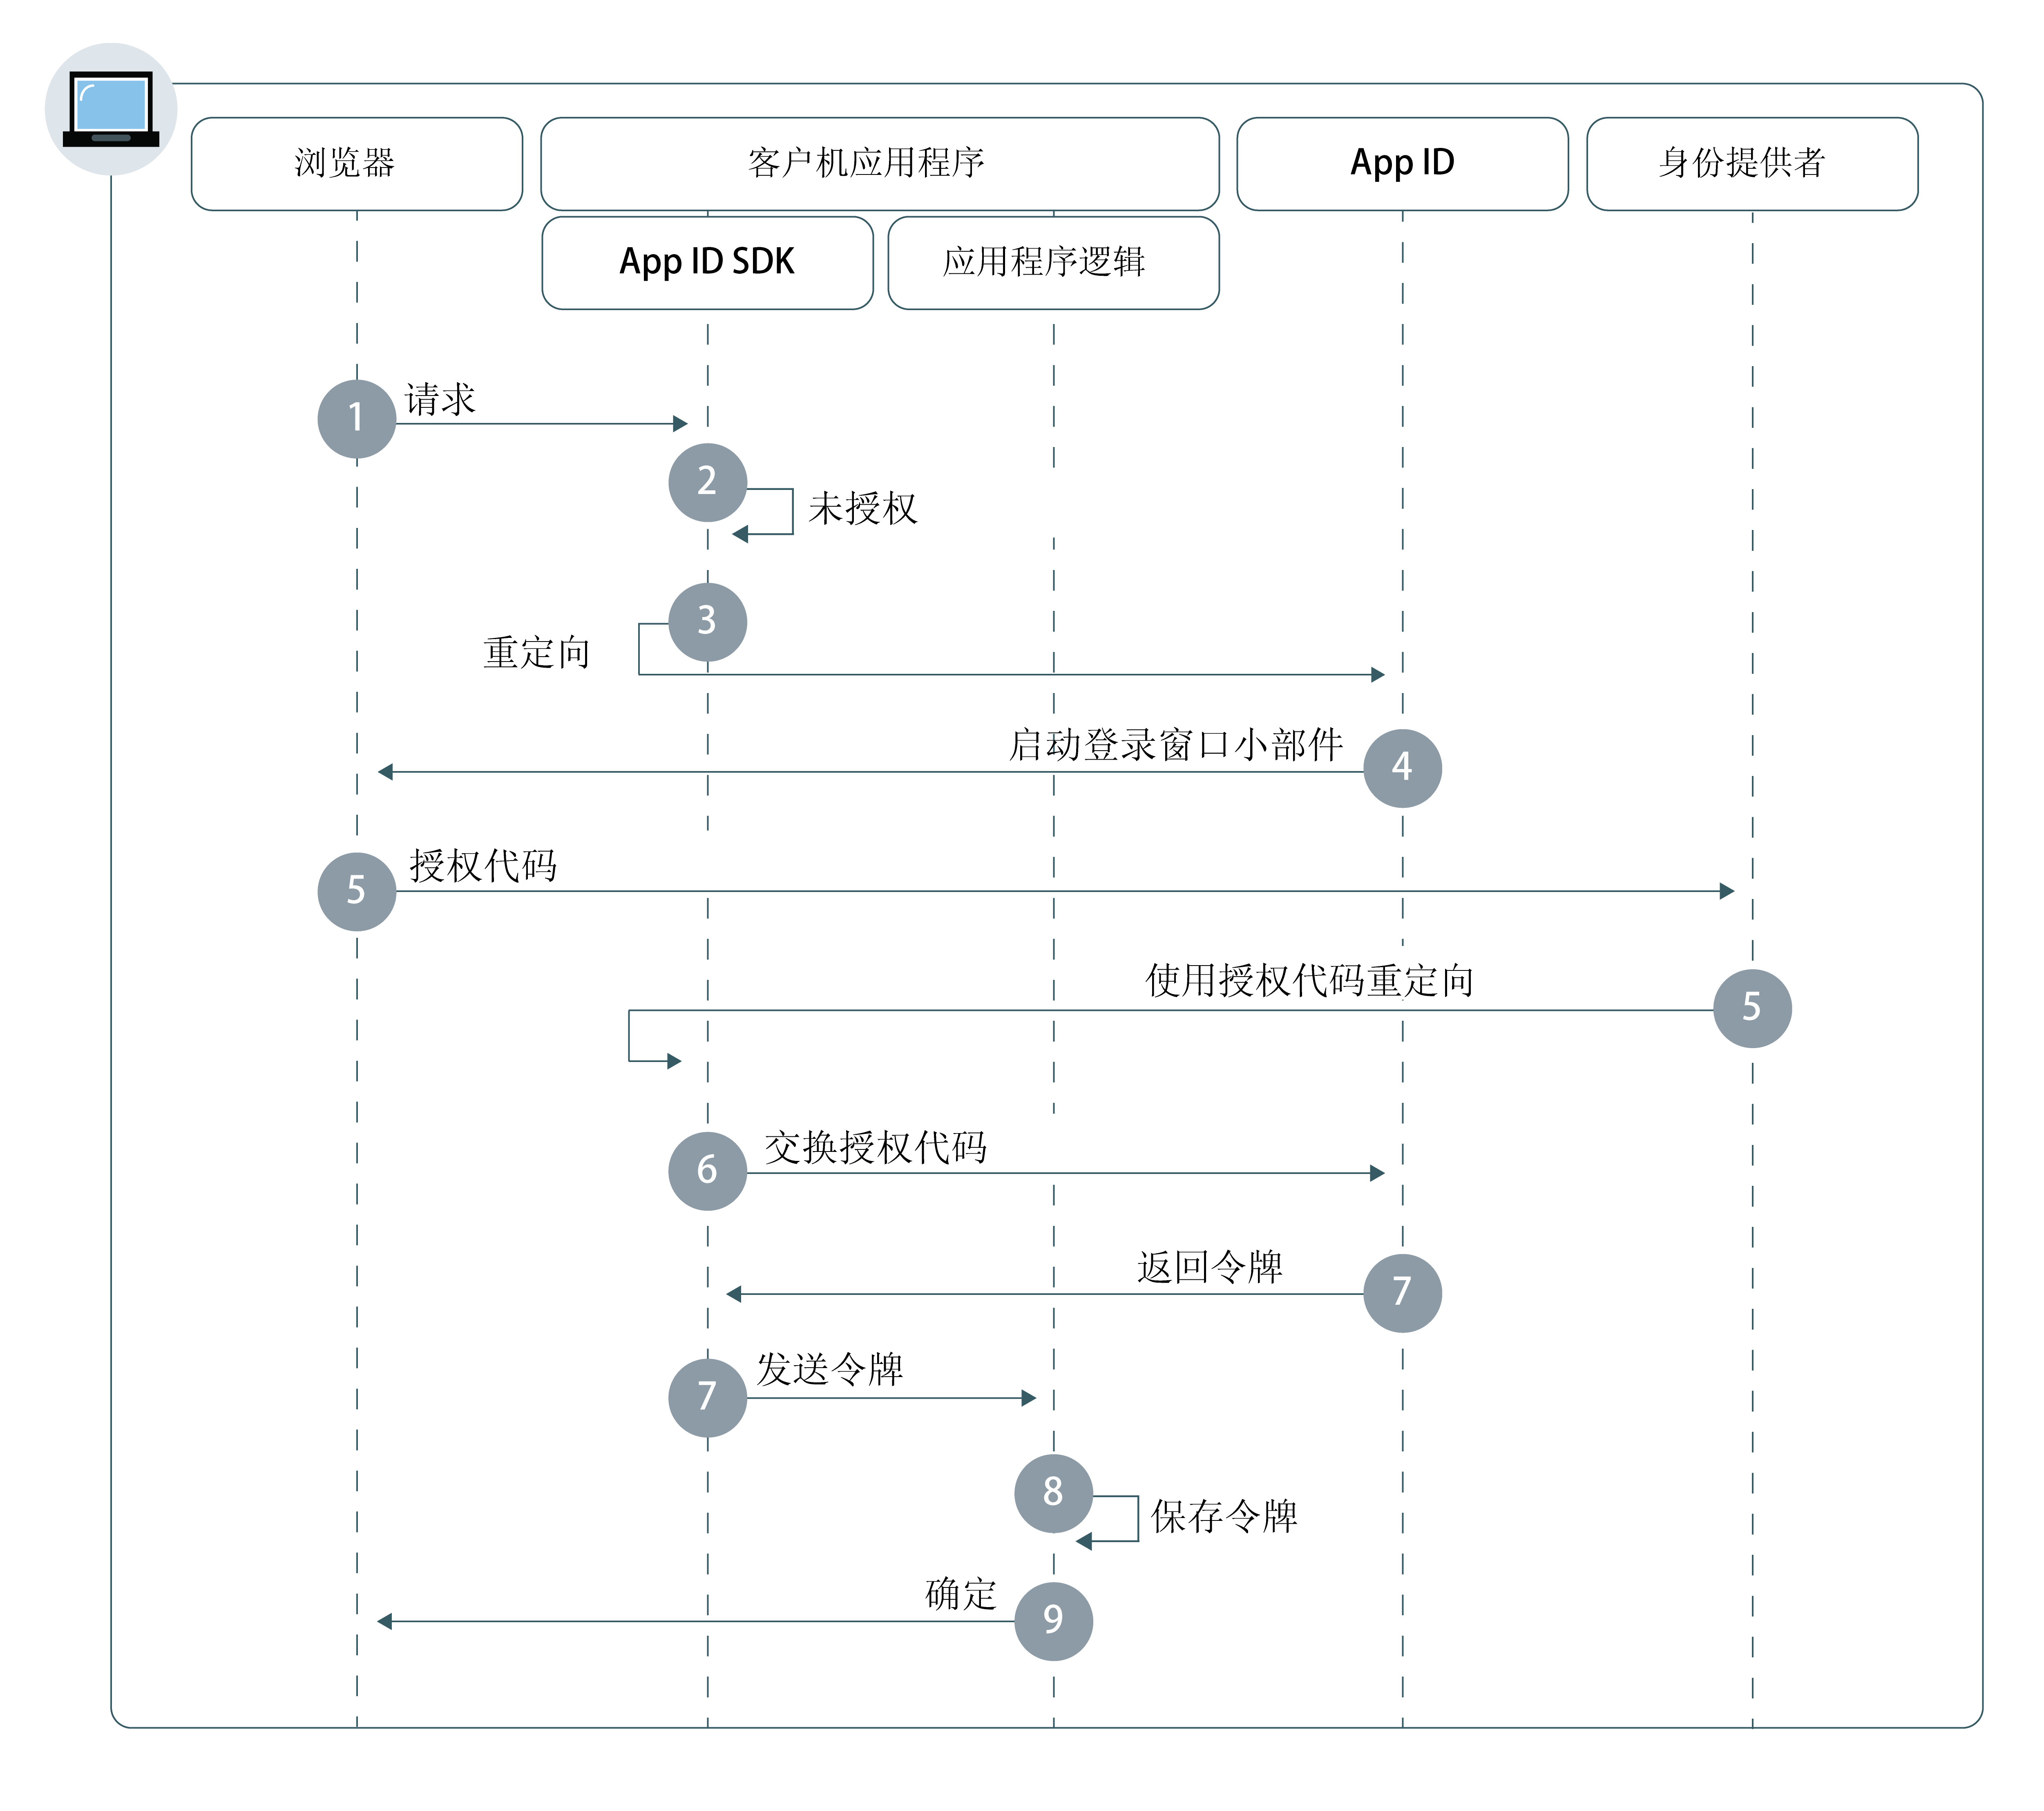 浏览器
客户机应用程序
App ID
身份提供者
App ID SDK
应用程序逻辑
1
请求
2
未授权
3
重定向
启动登录窗口小部件
4
5
授权代码
使用授权代码重定向
5
6
交换授权代码
返回令牌
7
7
发送令牌
8
保存令牌
确定
9